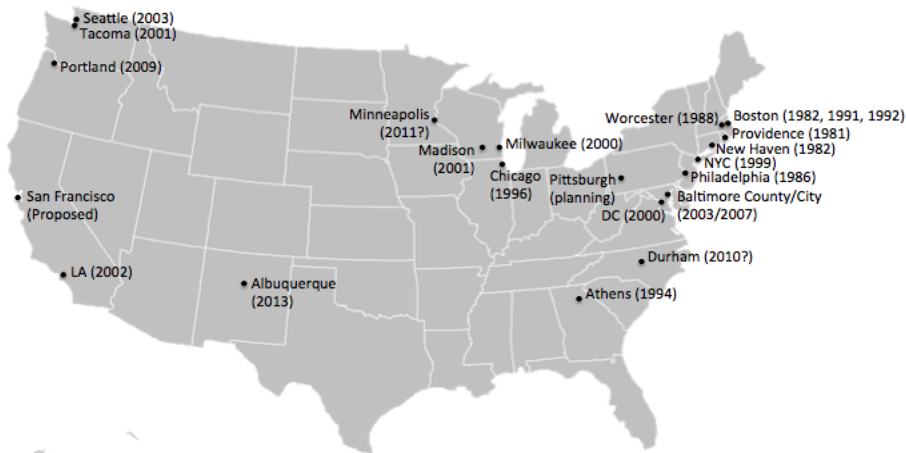 Seattle (2003)
Tacoma (2001)
Portland (2009)
Minneapolis
(2011?)
Worcester (1988)
Boston (1982, 1991, 1992)
Providence (1981)
Madison
(2001)
Milwaukee (2000)
New Haven (1982)
NYC (1999)
Chicago
(1996)
Pittsburgh
(planning)
Philadelphia (1986)
San Francisco
(Proposed)
Baltimore County/City
(2003/2007)
DC (2000)
Durham (2010?)
LA (2002)
Albuquerque
(2013)
Athens (1994)